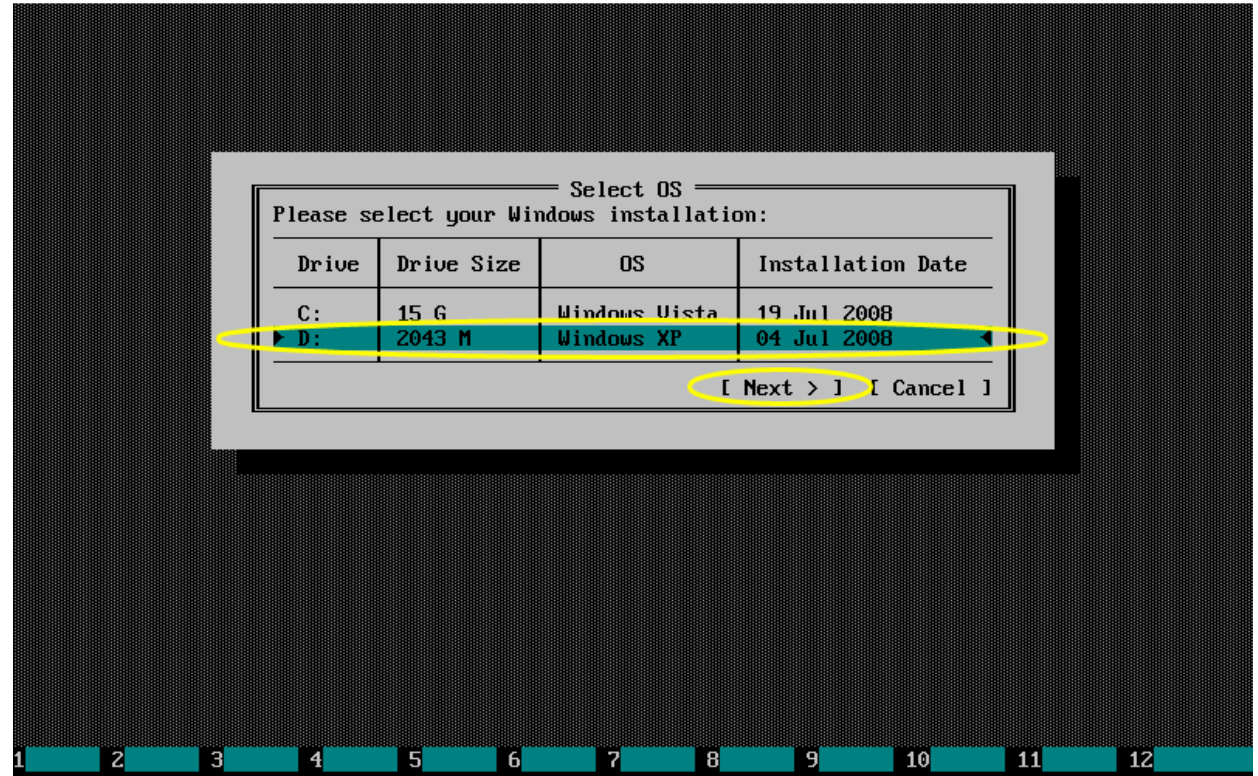 Select OS
Please select your Windows installation:
Drive Drive Size OS Installation Date
C: 15 G Windows Vista 19 Jul 2008
D: 2043 M Windows XP 04 Jul 2008
[ Next > ] [ Cancel ]
1 2 3 4 5 6 7 8 9 10 11 12